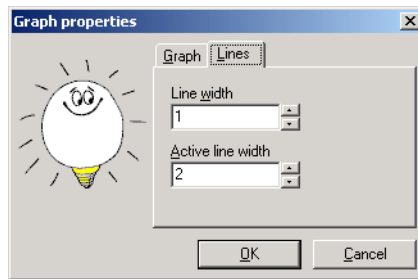 Graph properties
Graph Lines
Line width
1
Active line width
2
OK Cancel